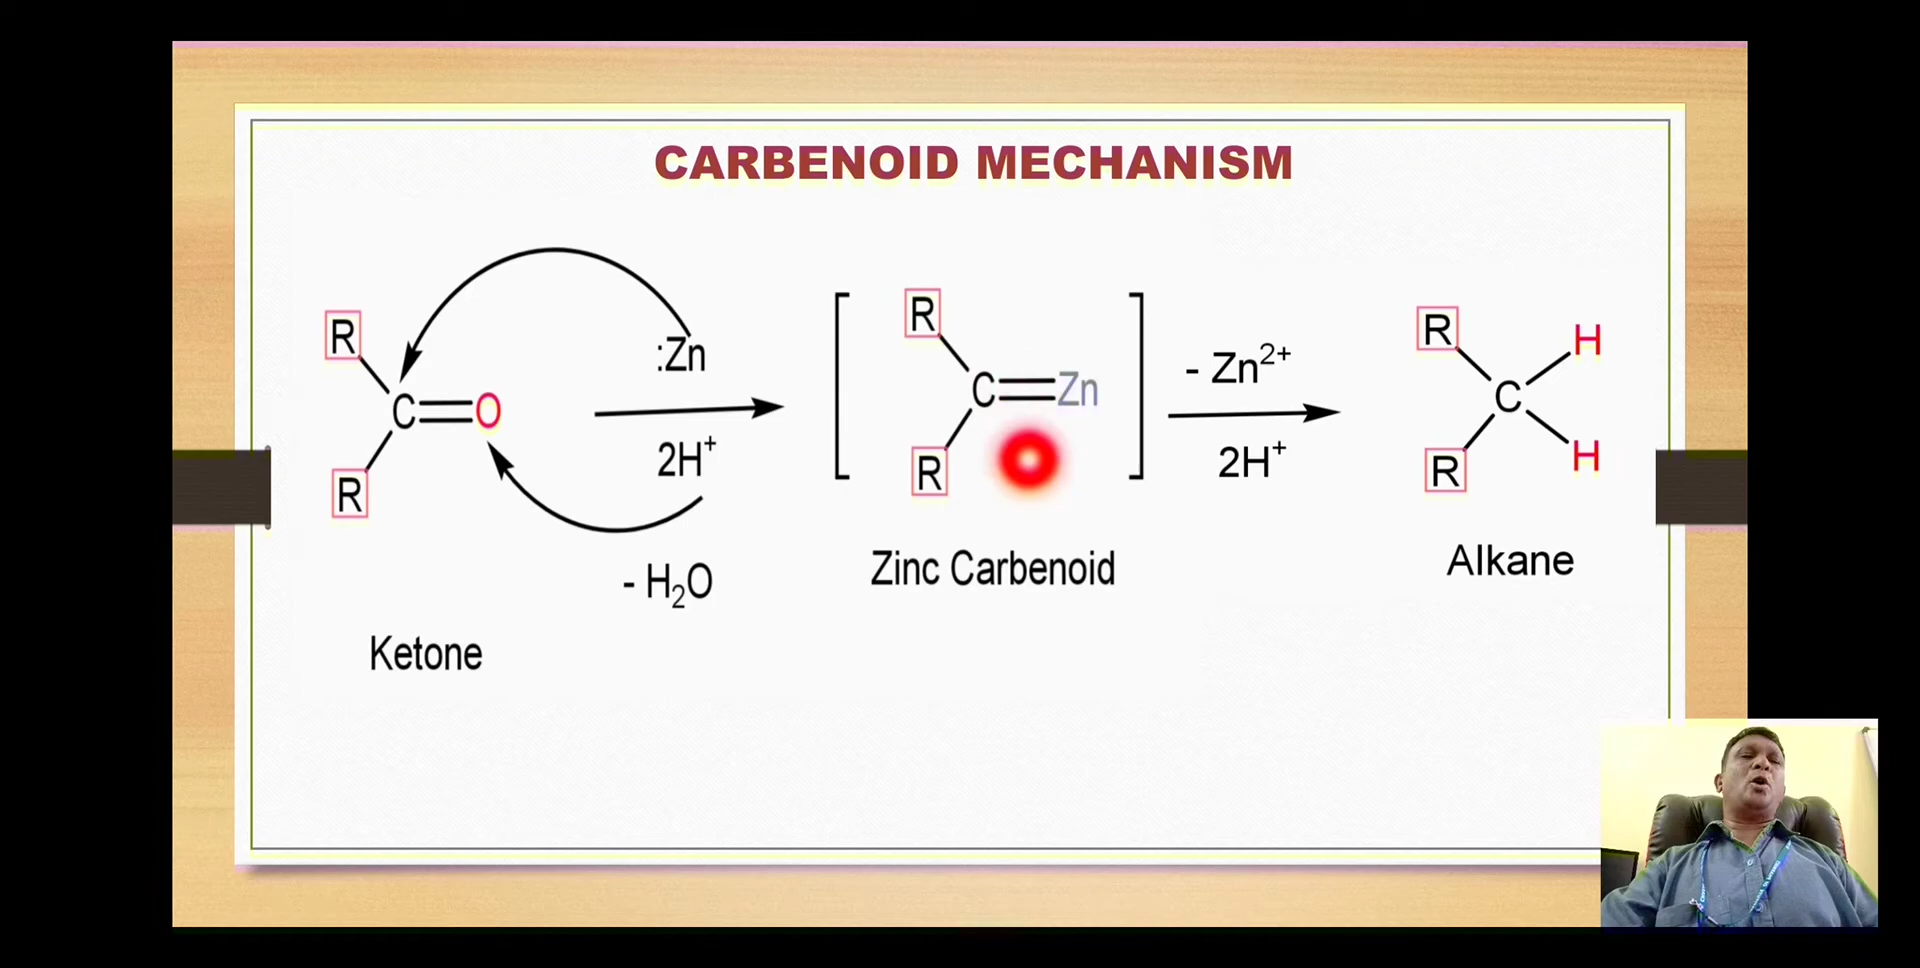 CARBENOID MECHANISM
R
R
C=O
:Zn
2H+
- H2O
Ketone
R
R
C=Zn
Zinc Carbenoid
- Zn2+
2H+
R
R
C
H
H
Alkane